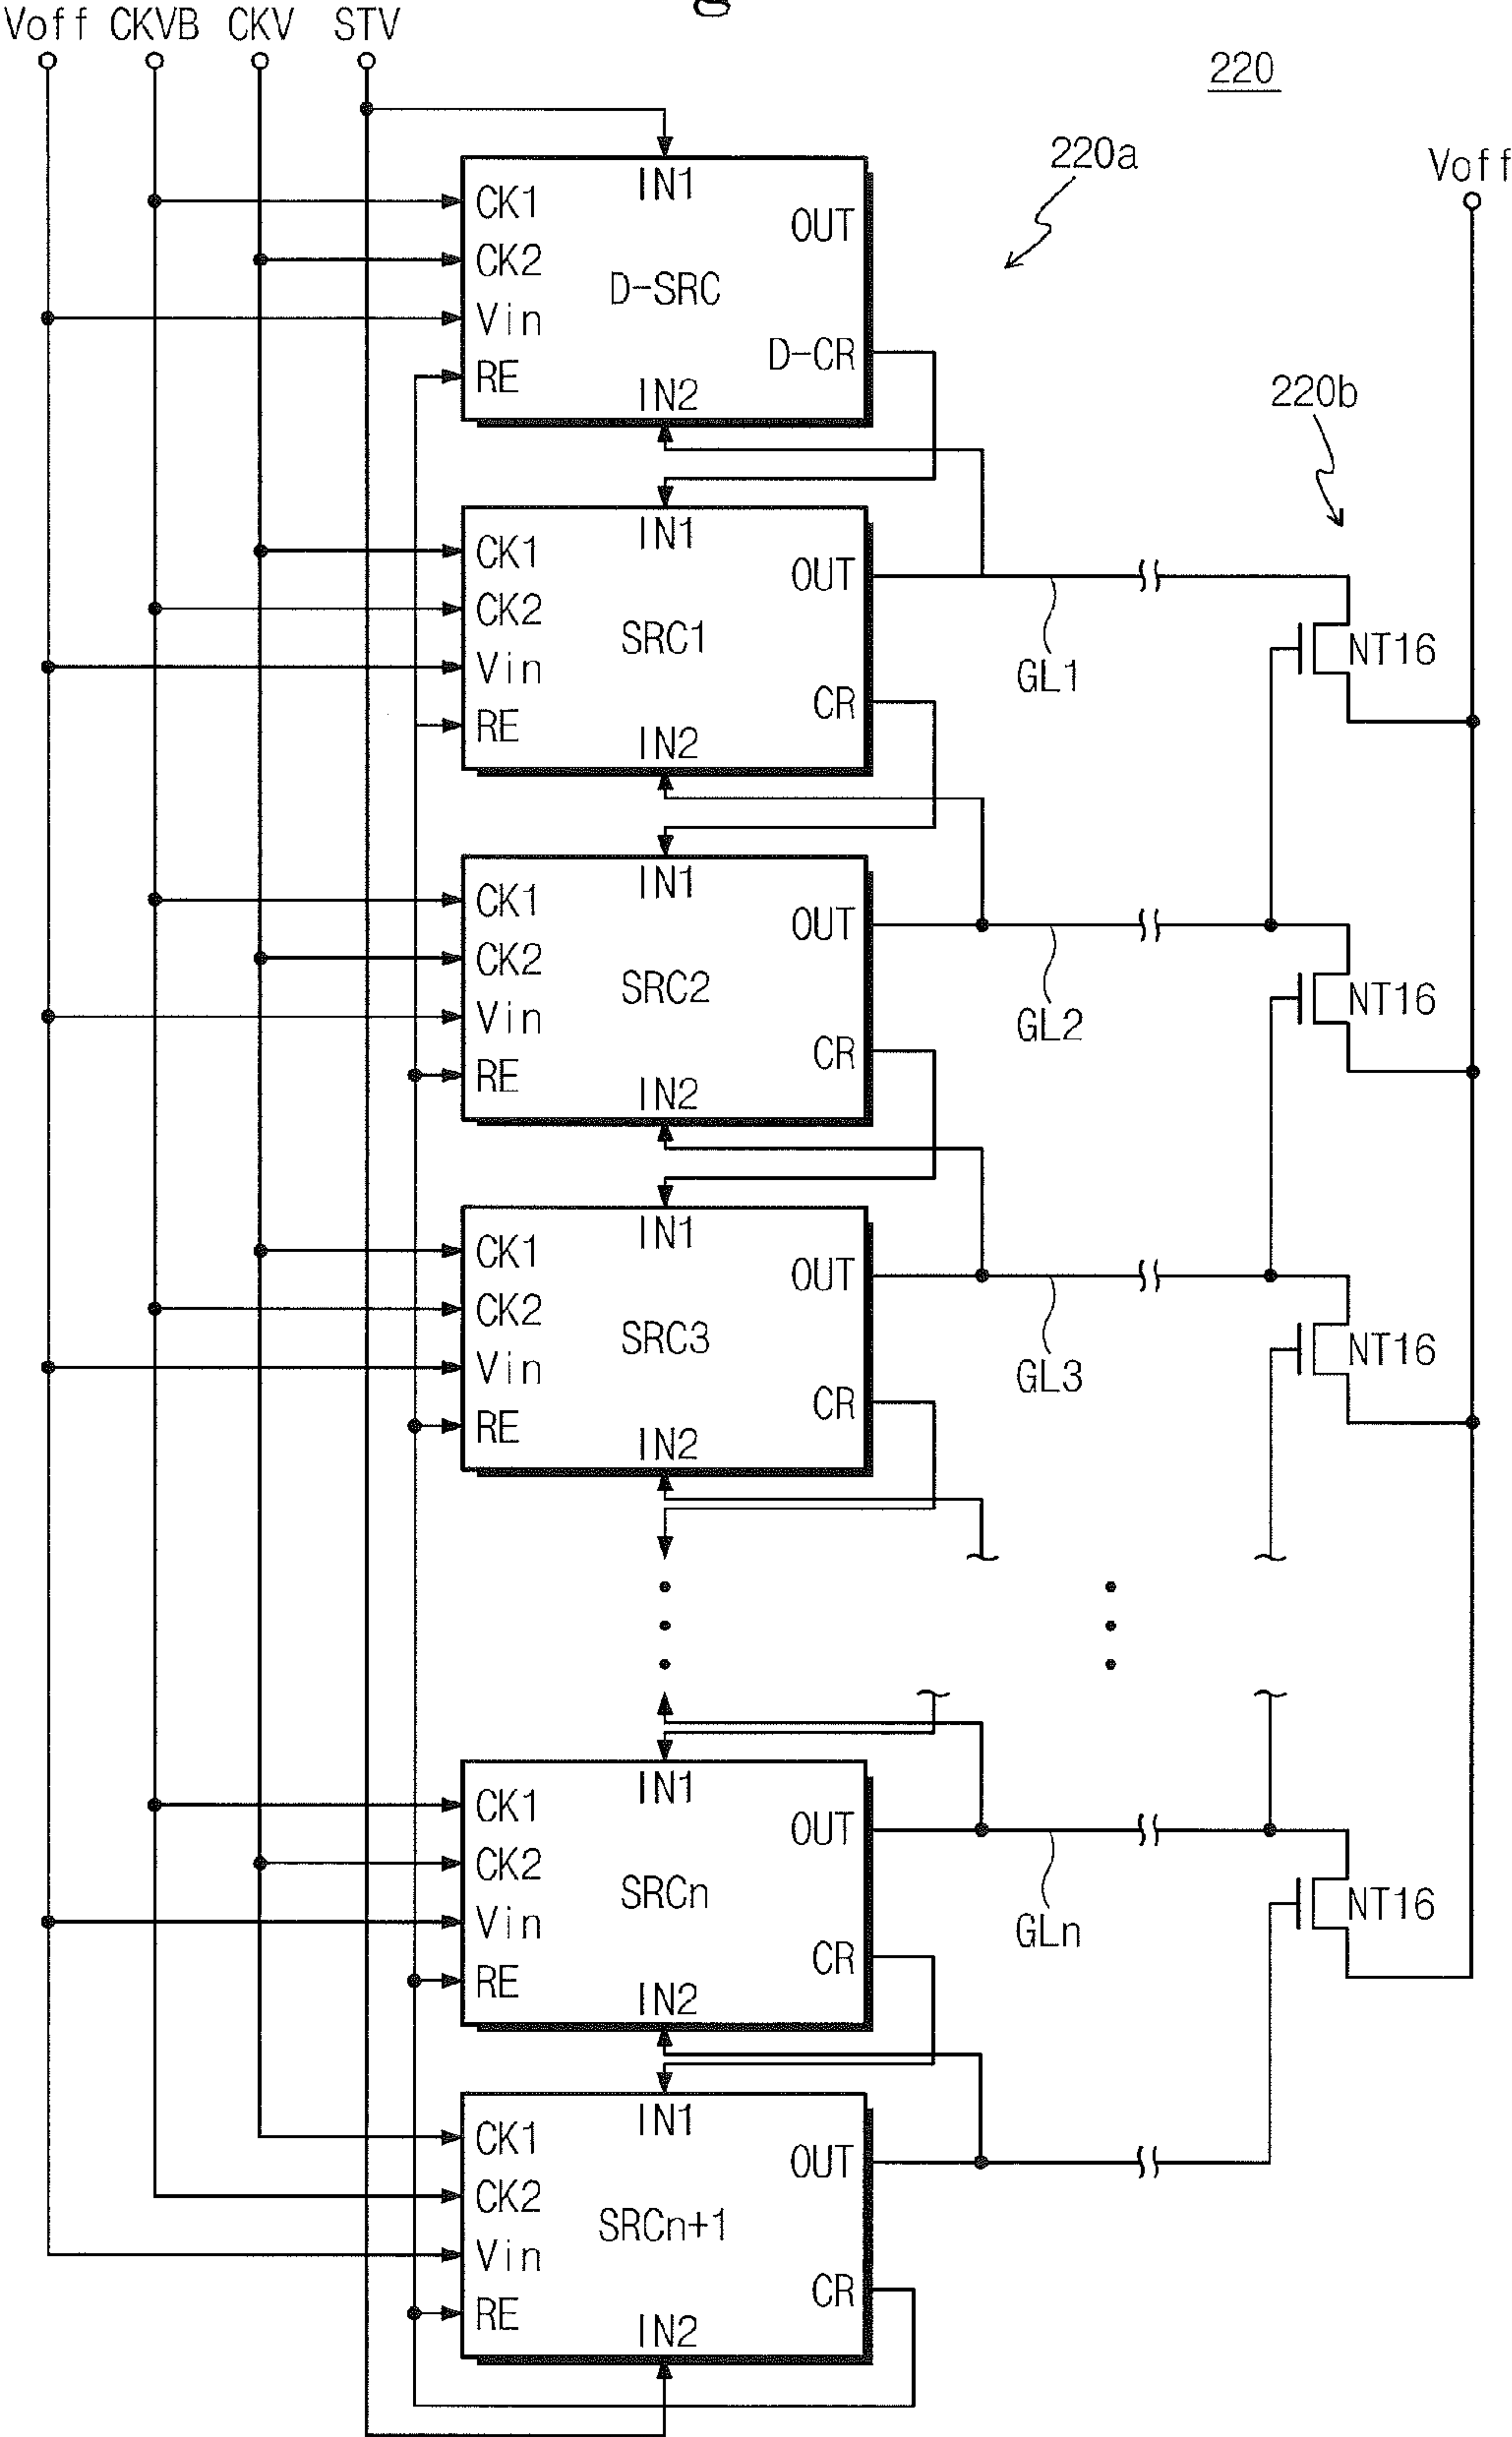 g
Voff CKVB CKV STV
220
220a
Voff
IN1
CK1
OUT
CK2
D-SRC
Vin
D-CR
RE
IN2
220b
IN1
CK1
OUT
CK2
SRC1
NT16
Vin
GL1
CR
RE
IN2
IN1
CK1
OUT
CK2
SRC2
NT16
Vin
GL2
CR
RE
IN2
IN1
CK1
OUT
CK2
SRC3
NT16
Vin
GL3
CR
RE
IN2
IN1
CK1
OUT
CK2
SRCn
NT16
Vin
GLn
CR
RE
IN2
IN1
CK1
OUT
CK2
SRCn+1
Vin
CR
RE
IN2